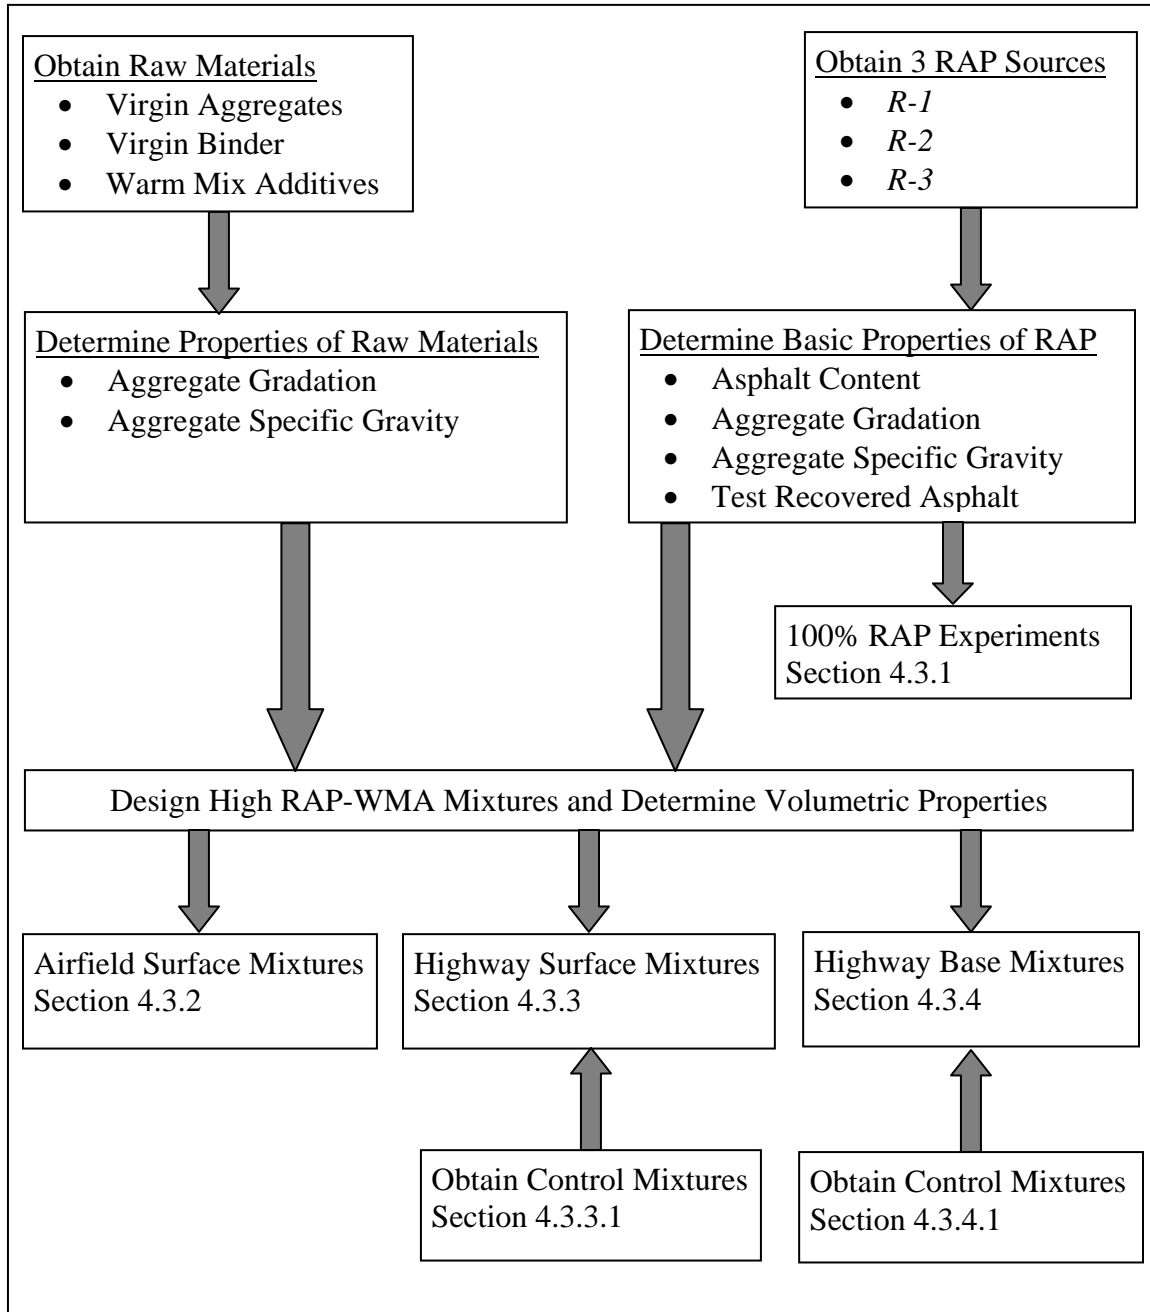 Obtain Raw Materials
• Virgin Aggregates
• Virgin Binder
• Warm Mix Additives
Obtain 3 RAP Sources
• R-1
• R-2
• R-3
Determine Properties of Raw Materials
• Aggregate Gradation
• Aggregate Specific Gravity
Determine Basic Properties of RAP
• Asphalt Content
• Aggregate Gradation
• Aggregate Specific Gravity
• Test Recovered Asphalt
100% RAP Experiments
Section 4.3.1
Design High RAP-WMA Mixtures and Determine Volumetric Properties
Airfield Surface Mixtures
Section 4.3.2
Highway Surface Mixtures
Section 4.3.3
Highway Base Mixtures
Section 4.3.4
Obtain Control Mixtures
Section 4.3.3.1
Obtain Control Mixtures
Section 4.3.4.1